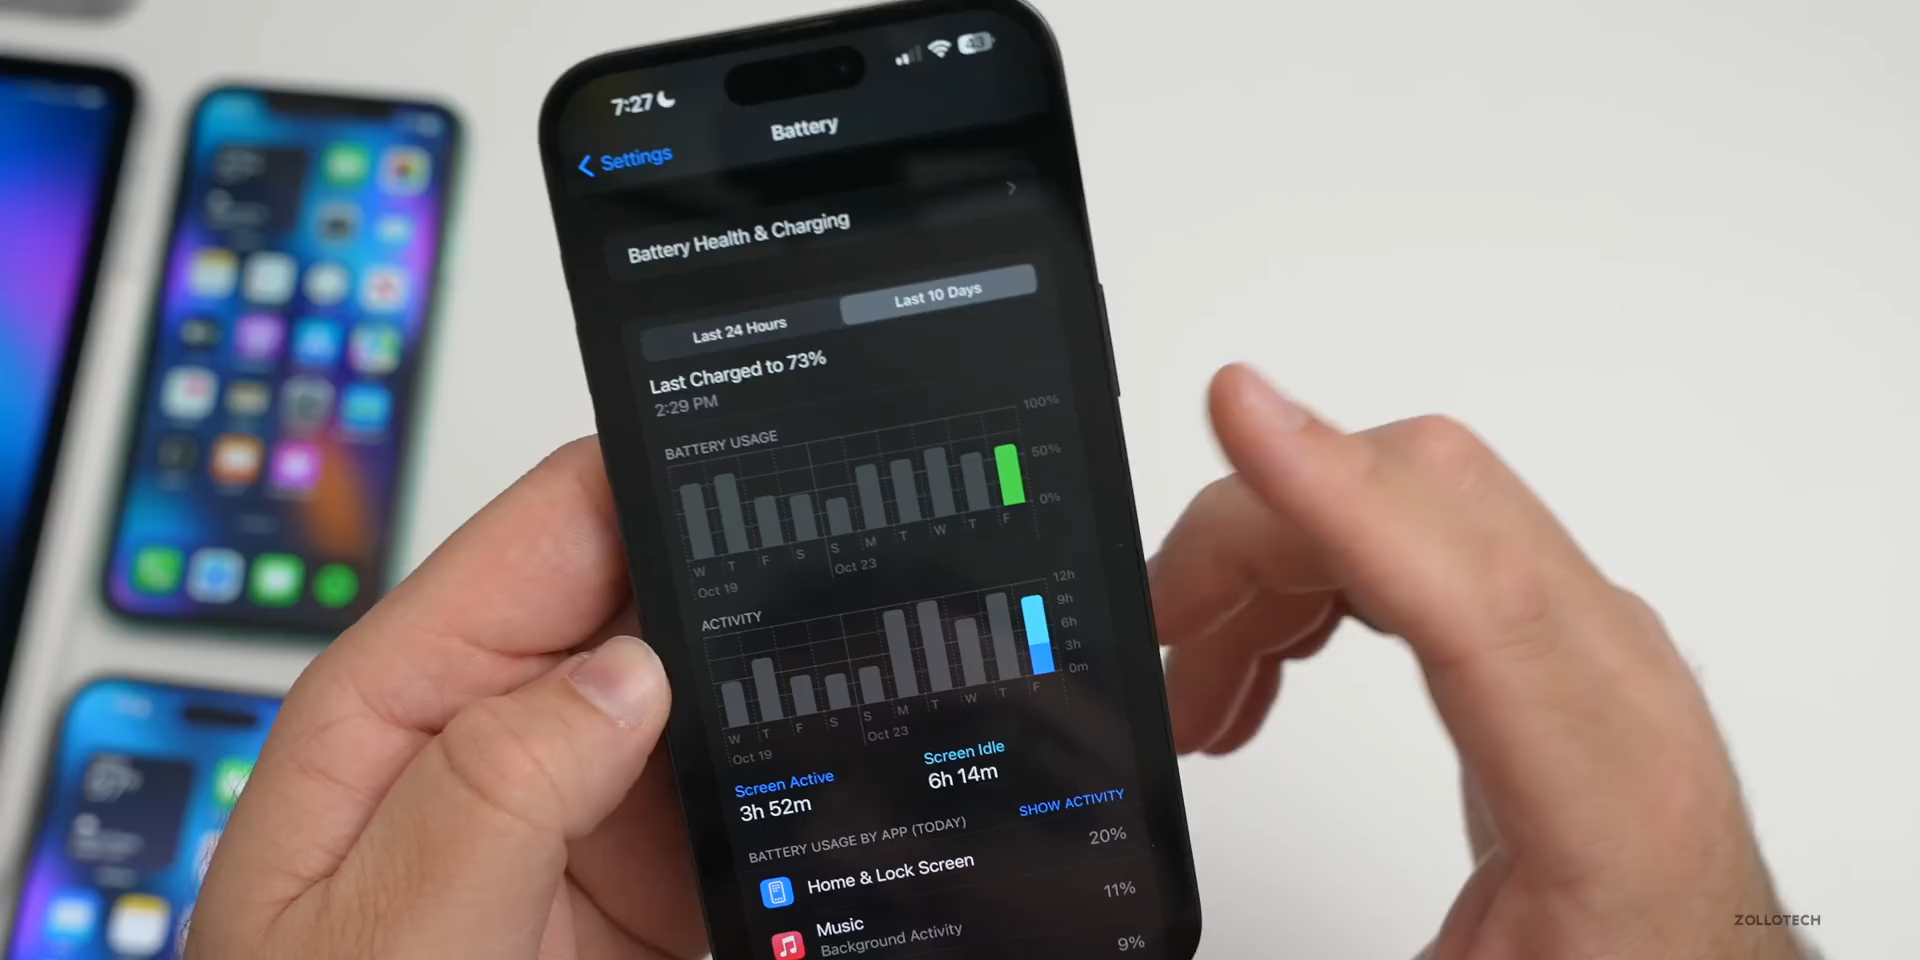 7:27
Settings
Battery
Battery Health & Charging
Last 24 Hours
Last 10 Days
Last Charged to 73%
2:29 PM
BATTERY USAGE
100%
50%
0%
W T F S S M T W T F
Oct 19
Oct 23
ACTIVITY
12h
9h
6h
3h
0m
W T F S S M T W T F
Oct 19
Oct 23
Screen Active
3h 52m
Screen Idle
6h 14m
BATTERY USAGE BY APP (TODAY)
SHOW ACTIVITY
Home & Lock Screen
20%
Music
Background Activity
11%
9%
ZOLLOTECH